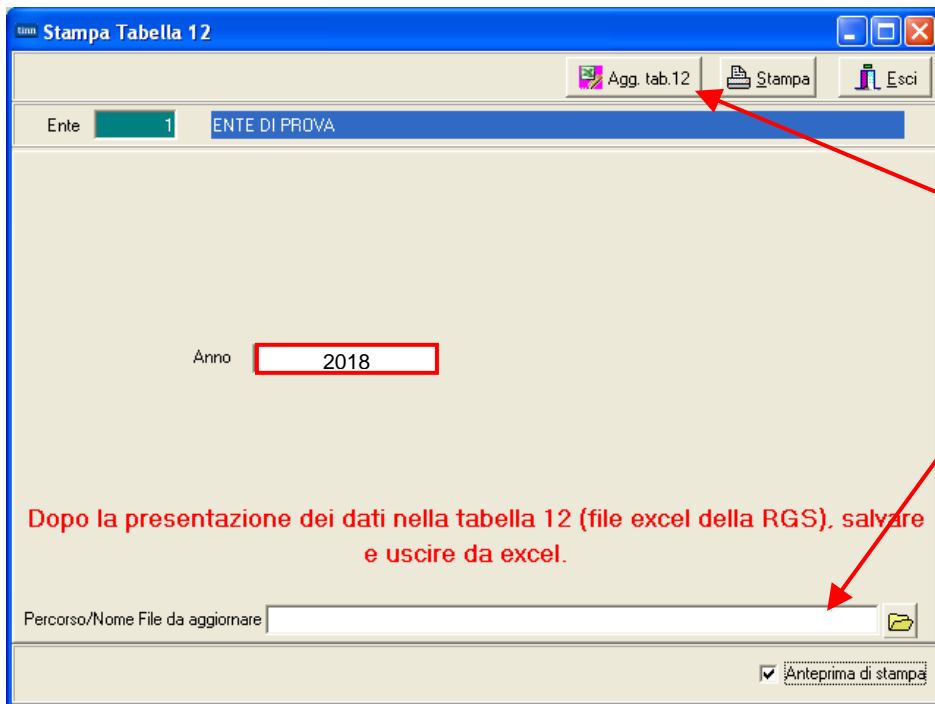 tinn Stampa Tabella 12
Agg. tab.12 Stampa Esci
Ente 1 ENTE DI PROVA
Anno 2018
Dopo la presentazione dei dati nella tabella 12 (file excel della RGS), salvare
e uscire da excel.
Percorso/Nome File da aggiornare
Anteprima di stampa